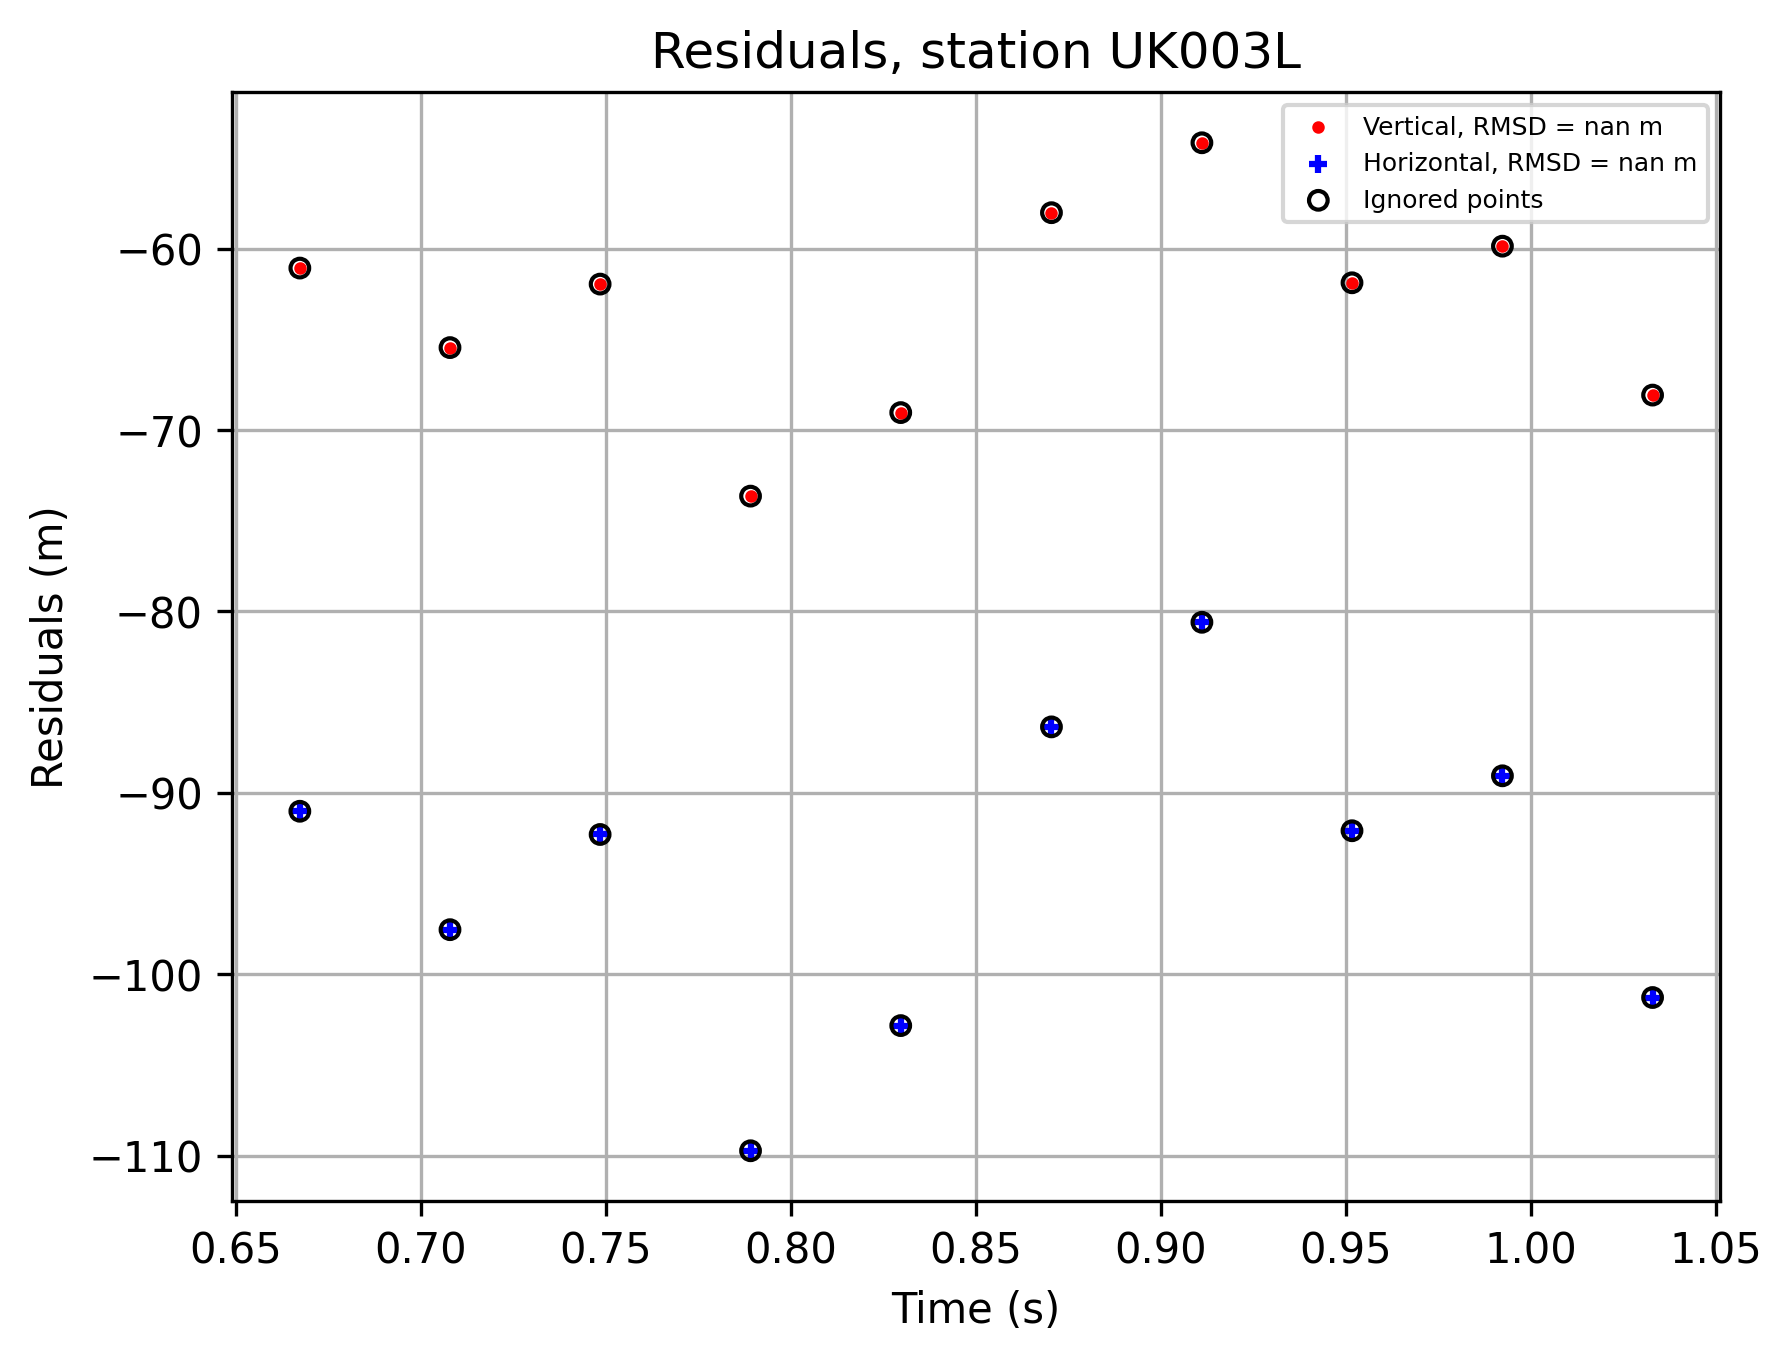 Residuals, station UK003L
Vertical, RMSD = nan m
Horizontal, RMSD = nan m
Ignored points
−60
−70
−80
−90
−100
−110
Residuals (m)
0.65 0.70 0.75 0.80 0.85 0.90 0.95 1.00 1.05
Time (s)